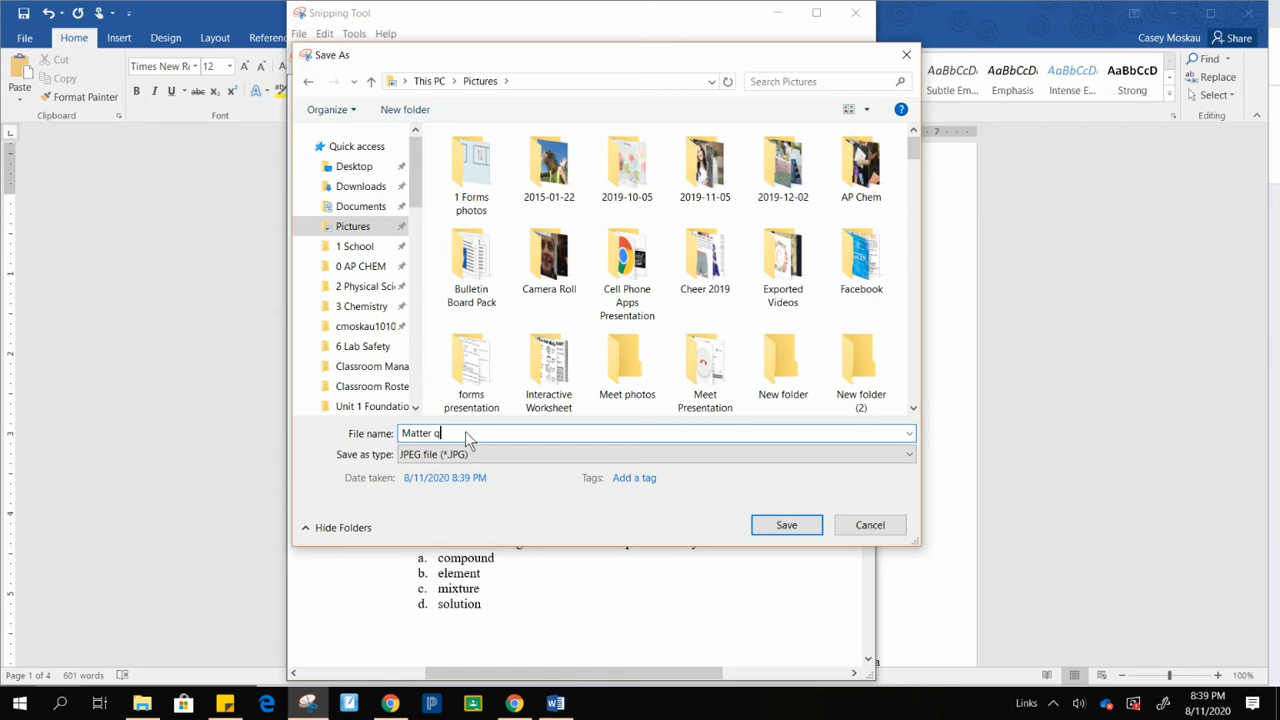 Snipping Tool
Casey Moskau
Share
File
Home
Insert
Design
Layout
File
Edit
Tools
Help
Save As
Cut
Copy
Format Painter
Paste
Clipboard
Times New Ro
12
Font
This PC > Pictures >
Search Pictures
Organize
New folder
AaBbCcD
AaBbCcD
AaBbCcD
AaBbCcD
Subtle Em...
Emphasis
Intense E...
Strong
Find
Replace
Select
Editing
Quick access
Desktop
Downloads
Documents
Pictures
1 School
0 AP CHEM
2 Physical Sci
3 Chemistry
cmoskau1010
6 Lab Safety
Classroom Mana
Classroom Roste
Unit 1 Foundatio
1 Forms
photos
2015-01-22
2019-10-05
2019-11-05
2019-12-02
AP Chem
Bulletin
Board Pack
Camera Roll
Cell Phone
Apps
Presentation
Cheer 2019
Exported
Videos
Facebook
forms
presentation
Interactive
Worksheet
Meet photos
Meet
Presentation
New folder
New folder
(2)
File name: Matter q
Save as type: JPEG file (*.JPG)
Date taken: 8/11/2020 8:39 PM
Tags: Add a tag
Hide Folders
Save
Cancel
a. compound
b. element
c. mixture
d. solution
Page 1 of 4
601 words
100%
Links
8:39 PM
8/11/2020